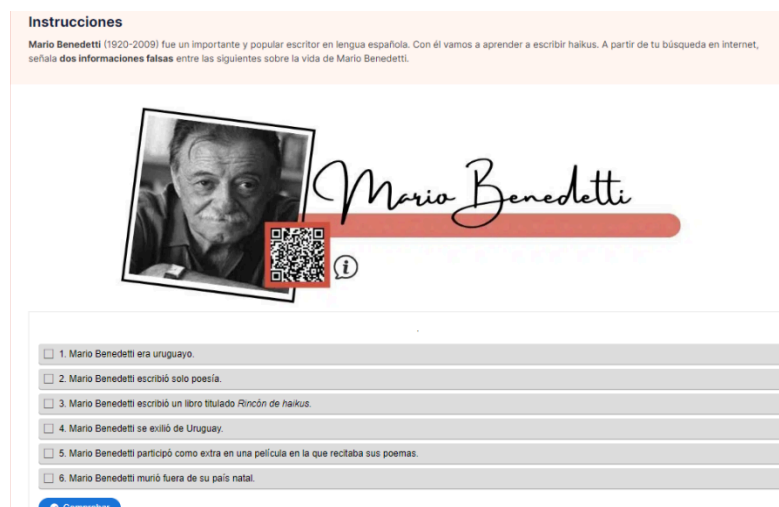 Instrucciones
Mario Benedetti (1920-2009) fue un importante y popular escritor en lengua española. Con él vamos a aprender a escribir haikus. A partir de tu búsqueda en internet,
señala dos informaciones falsas entre las siguientes sobre la vida de Mario Benedetti.
Mario Benedetti
i
1. Mario Benedetti era uruguayo.
2. Mario Benedetti escribió solo poesía.
3. Mario Benedetti escribió un libro titulado Rincón de haikus.
4. Mario Benedetti se exilió de Uruguay.
5. Mario Benedetti participó como extra en una película en la que recitaba sus poemas.
6. Mario Benedetti murió fuera de su país natal.
Comprobar